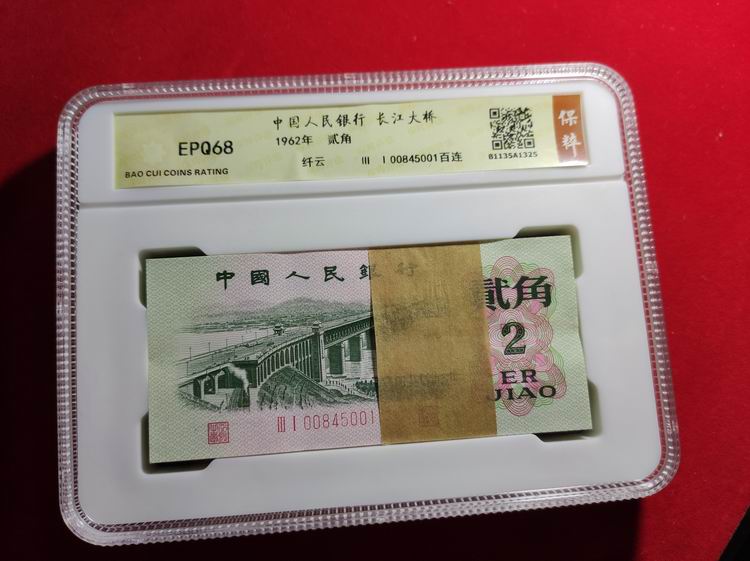 中国人民银行 长江大桥
EPQ68
1962年 贰角
纤云 Ⅲ Ⅰ 00845001百连
BAO CUI COINS RATING
B1135A1325
保粹
中國人民銀行
貳角
2
ER
JIAO
Ⅲ Ⅰ 00845001